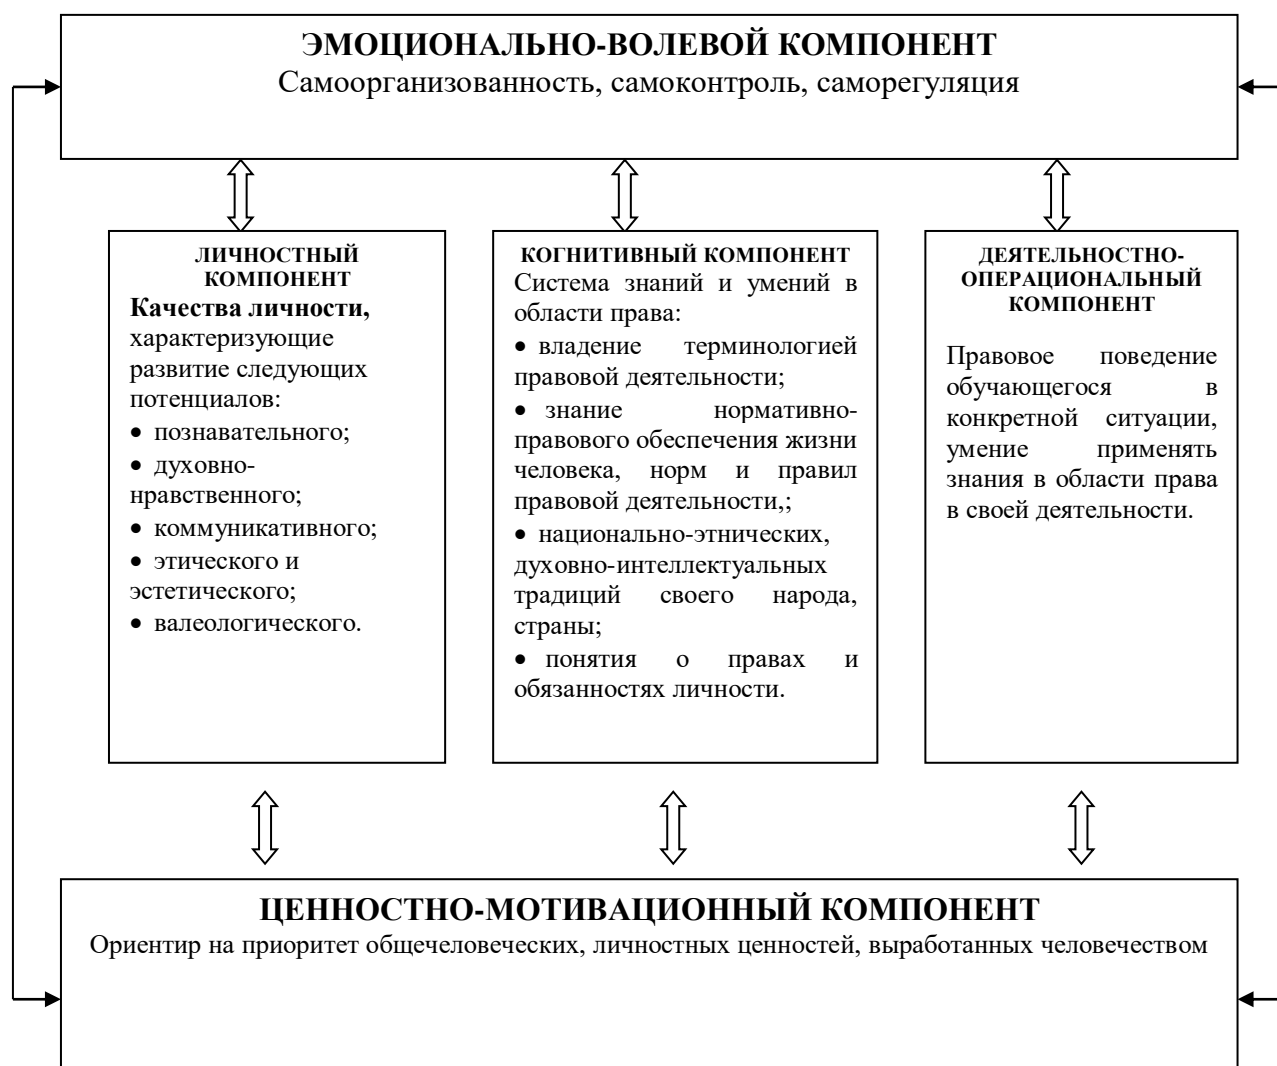 ЭМОЦИОНАЛЬНО-ВОЛЕВОЙ КОМПОНЕНТ
Самоорганизованность, самоконтроль, саморегуляция
ЛИЧНОСТНЫЙ
КОМПОНЕНТ
Качества личности,
характеризующие
развитие следующих
потенциалов:
• познавательного;
• духовно-
нравственного;
• коммуникативного;
• этического и
эстетического;
• валеологического.
КОГНИТИВНЫЙ КОМПОНЕНТ
Система знаний и умений в
области права:
• владение терминологией
правовой деятельности;
• знание нормативно-
правового обеспечения жизни
человека, норм и правил
правовой деятельности,;
• национально-этнических,
духовно-интеллектуальных
традиций своего народа,
страны;
• понятия о правах и
обязанностях личности.
ДЕЯТЕЛЬНОСТНО-
ОПЕРАЦИОНАЛЬНЫЙ
КОМПОНЕНТ
Правовое поведение
обучающегося в
конкретной ситуации,
умение применять
знания в области права
в своей деятельности.
ЦЕННОСТНО-МОТИВАЦИОННЫЙ КОМПОНЕНТ
Ориентир на приоритет общечеловеческих, личностных ценностей, выработанных человечеством